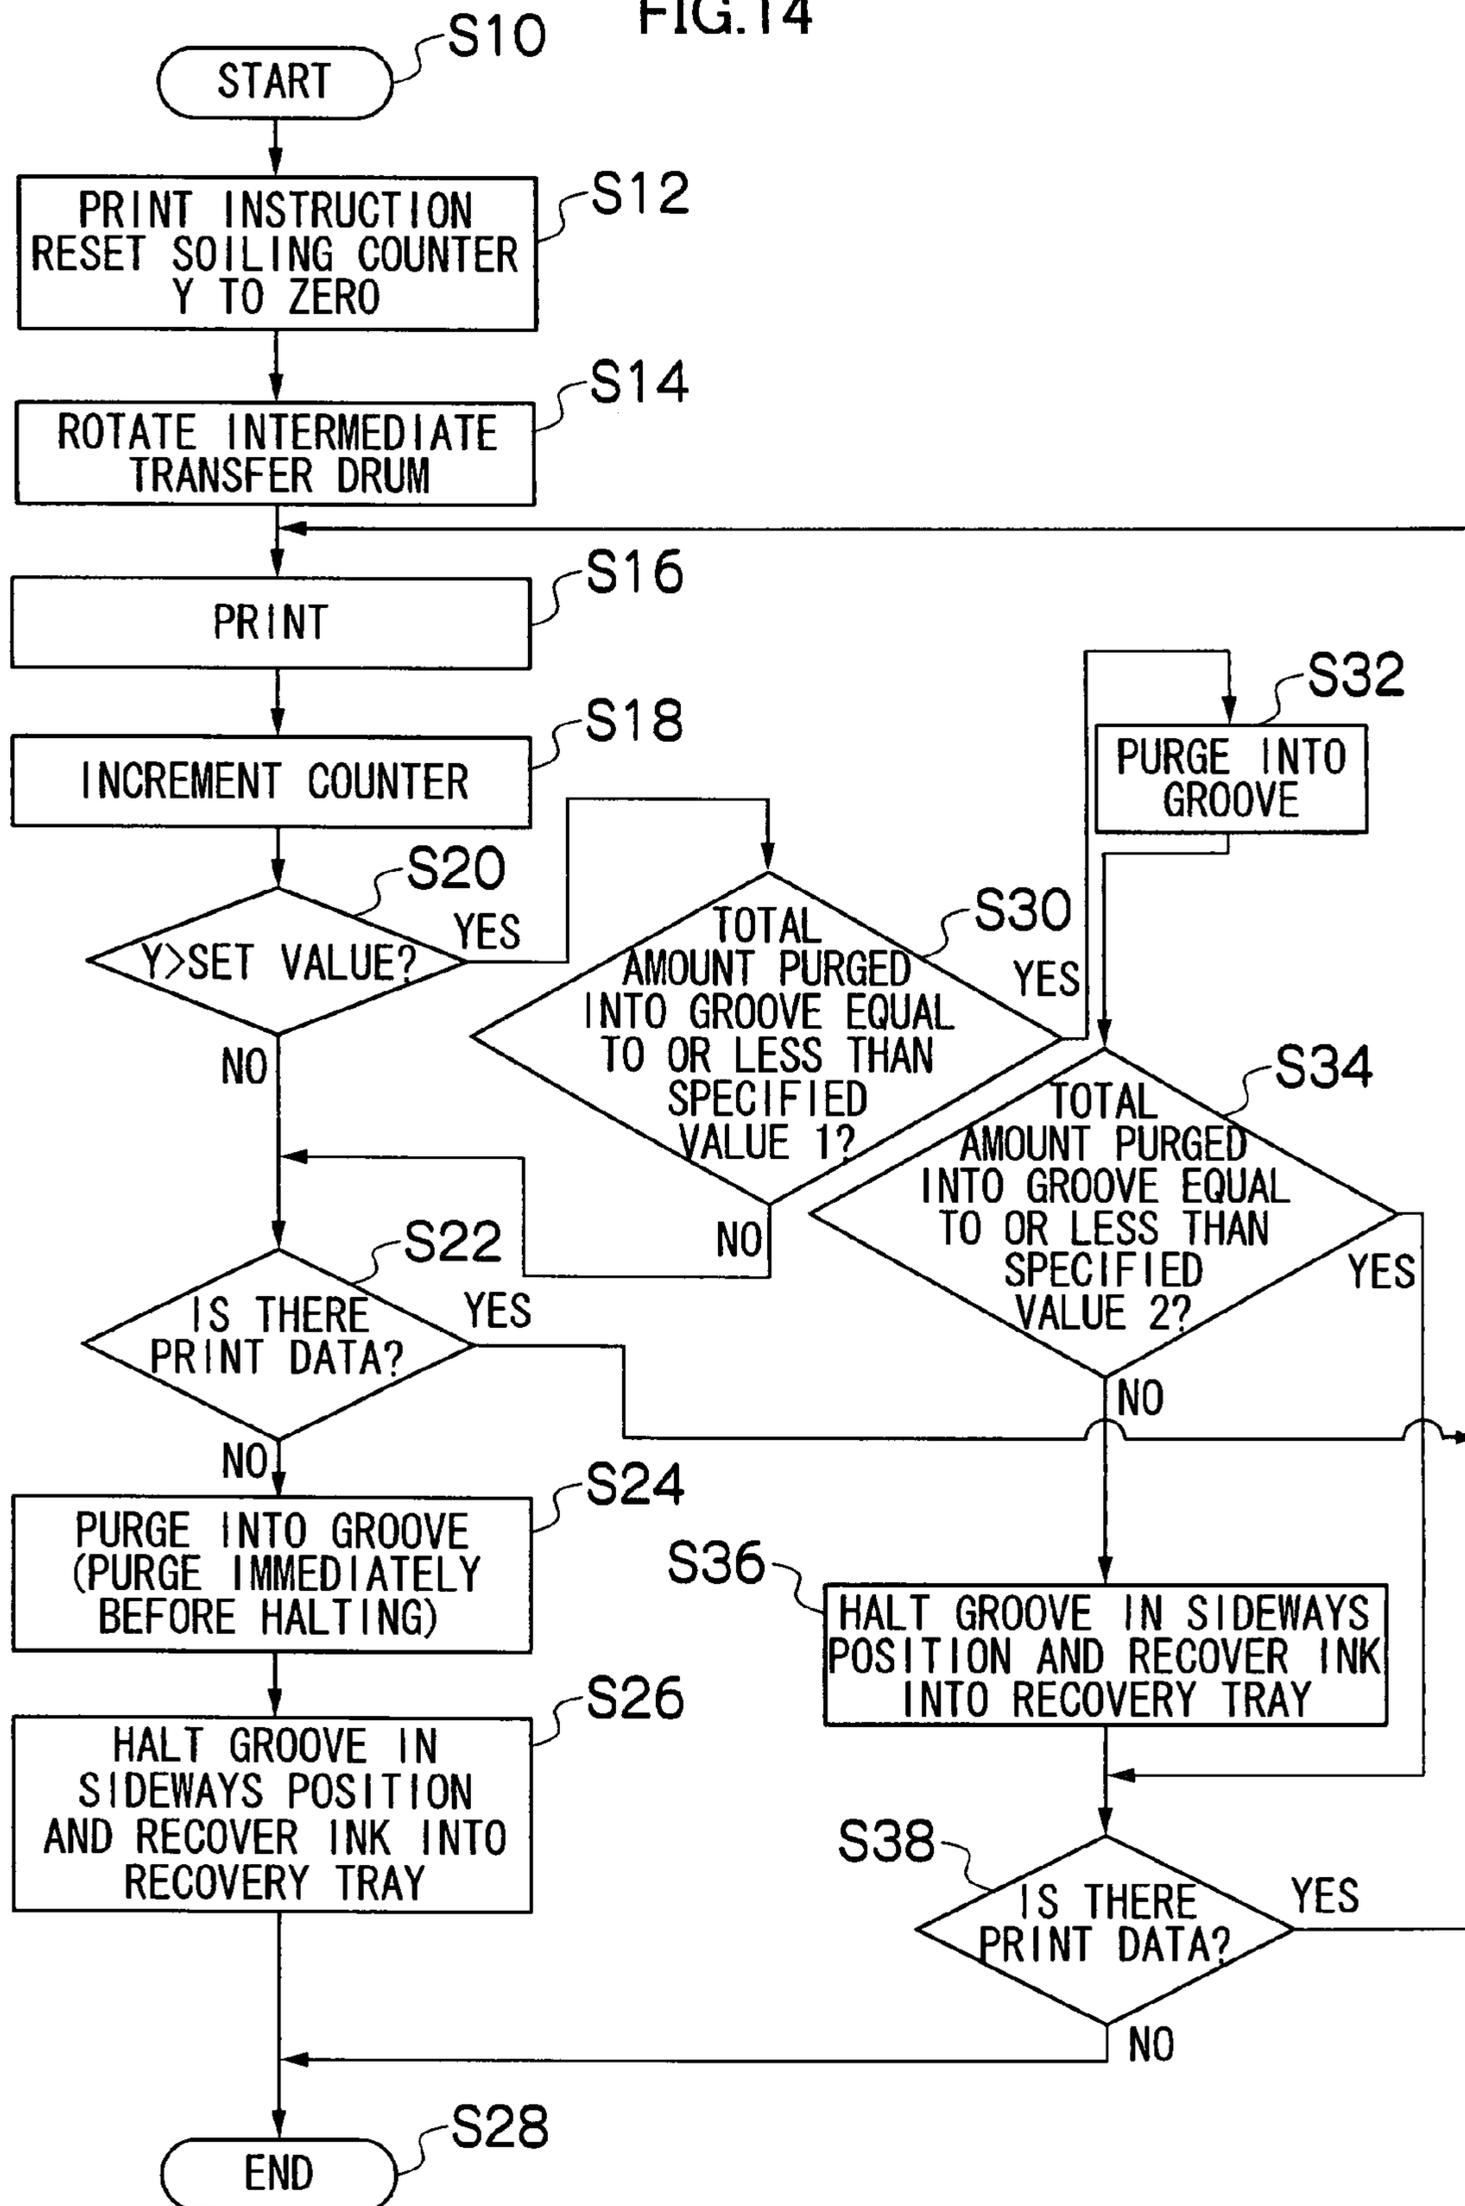 FIG.14
S10
START
S12
PRINT INSTRUCTION
RESET SOILING COUNTER
Y TO ZERO
S14
ROTATE INTERMEDIATE
TRANSFER DRUM
S16
PRINT
S18
INCREMENT COUNTER
S20
Y>SET VALUE?
YES
NO
S30
TOTAL
AMOUNT PURGED
INTO GROOVE EQUAL
TO OR LESS THAN
SPECIFIED
VALUE 1?
YES
NO
S32
PURGE INTO
GROOVE
S34
TOTAL
AMOUNT PURGED
INTO GROOVE EQUAL
TO OR LESS THAN
SPECIFIED
VALUE 2?
YES
NO
S22
IS THERE
PRINT DATA?
YES
NO
S24
PURGE INTO GROOVE
(PURGE IMMEDIATELY
BEFORE HALTING)
S26
HALT GROOVE IN
SIDEWAYS POSITION
AND RECOVER INK INTO
RECOVERY TRAY
S36
HALT GROOVE IN SIDEWAYS
POSITION AND RECOVER INK
INTO RECOVERY TRAY
S38
IS THERE
PRINT DATA?
YES
NO
S28
END